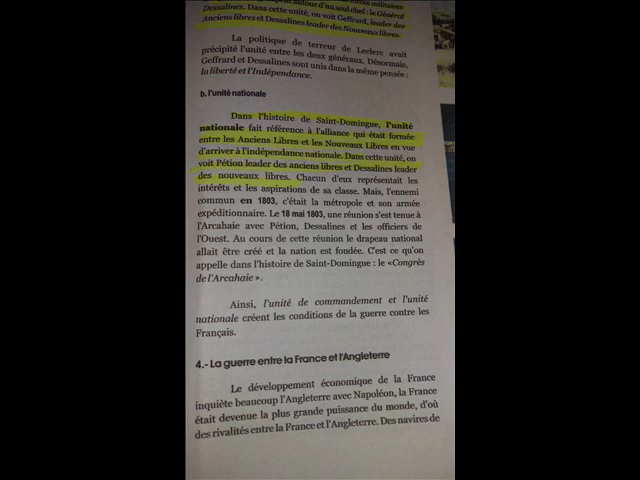 militaires
autour d'un seul chef : le Général
Dessalines. Dans cette unité, on voit Geffrard, leader des
Anciens libres et Dessalines leader des Nouveaux libres.
La politique de terreur de Leclerc avait
précipité l'unité entre les deux généraux. Désormais,
Geffrard et Dessalines sont unis dans la même pensée :
la liberté et l'Indépendance.
b. l'unité nationale
Dans l'histoire de Saint-Domingue, l'unité
nationale fait référence à l'alliance qui était formée
entre les Anciens Libres et les Nouveaux Libres en vue
d'arriver à l'indépendance nationale. Dans cette unité, on
voit Pétion leader des anciens libres et Dessalines leader
des nouveaux libres. Chacun d'eux représentait les
intérêts et les aspirations de sa classe. Mais, l'ennemi
commun en 1803, c'était la métropole et son armée
expéditionnaire. Le 18 mai 1803, une réunion s'est tenue à
l'Arcahaie avec Pétion, Dessalines et les officiers de
l'Ouest. Au cours de cette réunion le drapeau national
allait être créé et la nation est fondée. C'est ce qu'on
appelle dans l'histoire de Saint-Domingue : le «Congrès
de l'Arcahaie ».
Ainsi, l'unité de commandement et l'unité
nationale créent les conditions de la guerre contre les
Français.
4.- La guerre entre la France et l'Angleterre
Le développement économique de la France
inquiète beaucoup l'Angleterre avec Napoléon, la France
était devenue la plus grande puissance du monde, d'où
des rivalités entre la France et l'Angleterre. Des navires de